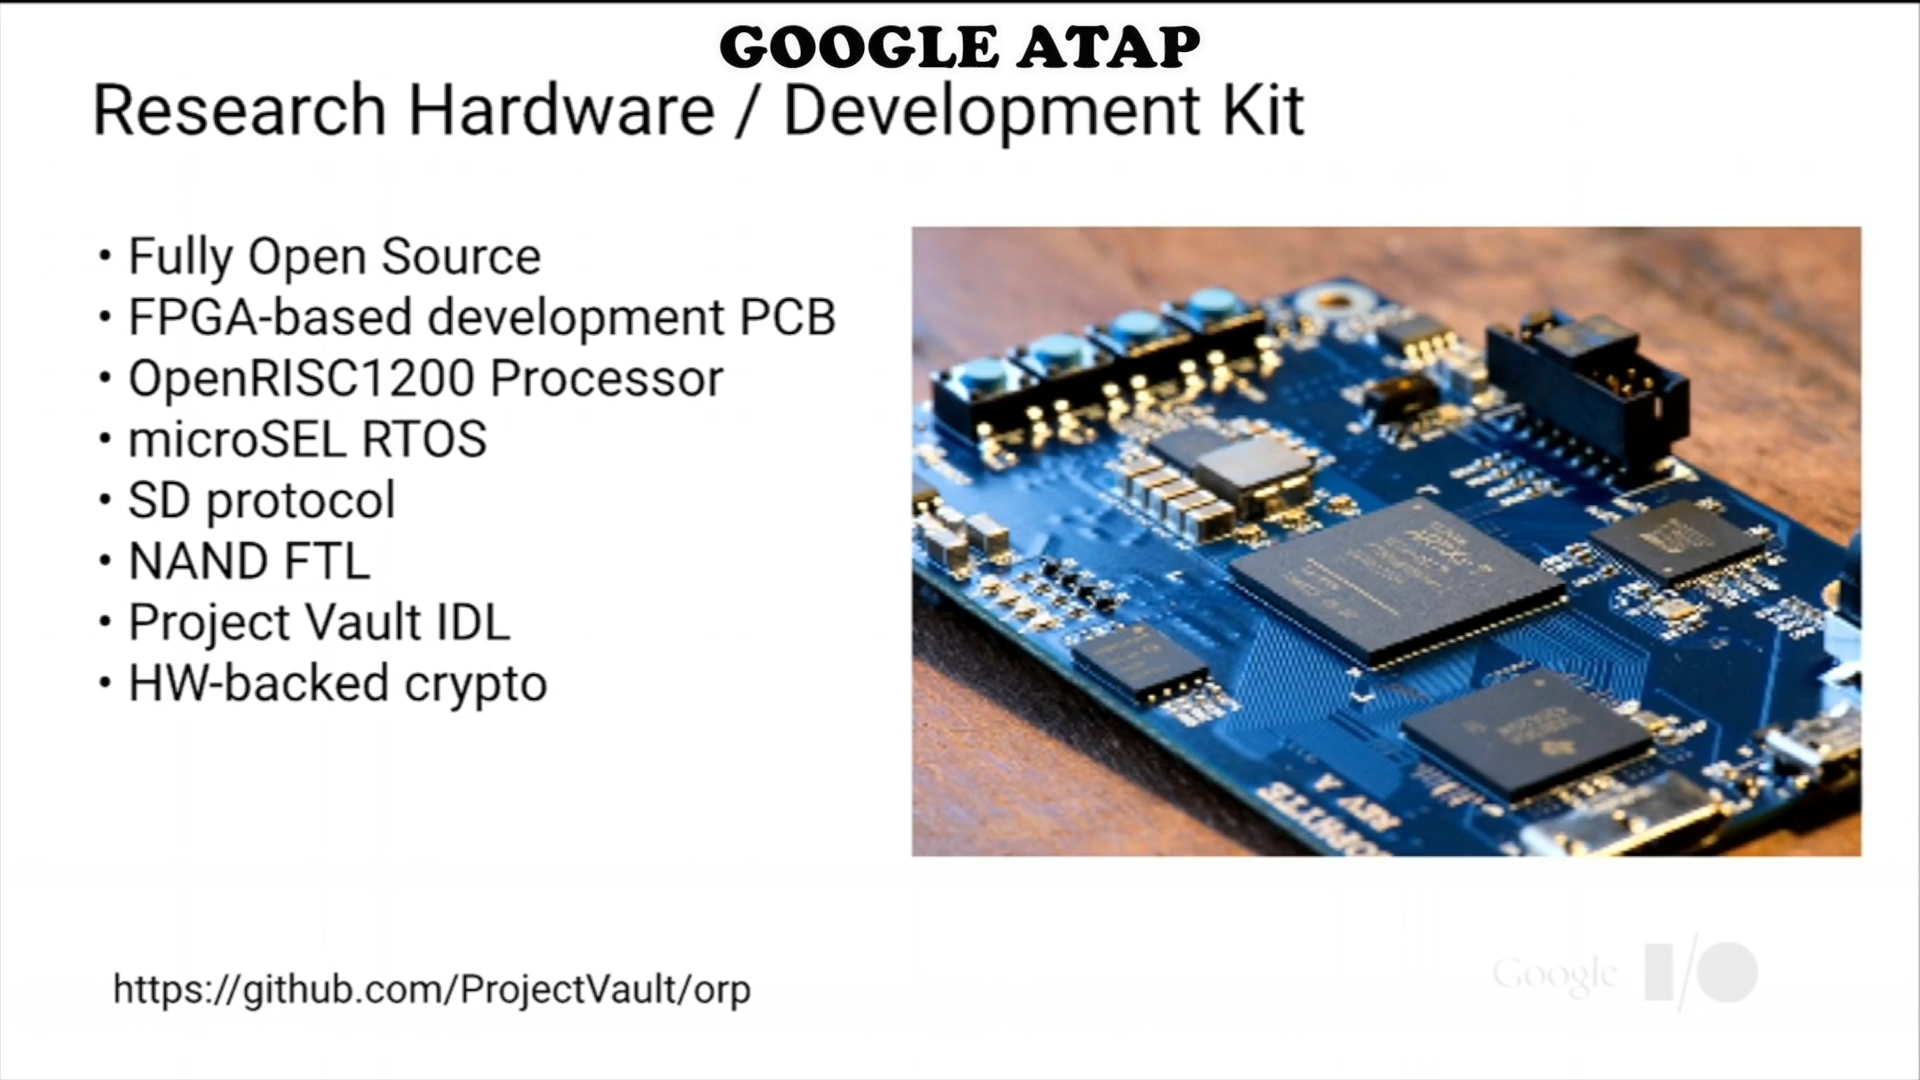 GOOGLE ATAP
Research Hardware / Development Kit
• Fully Open Source
• FPGA-based development PCB
• OpenRISC1200 Processor
• microSEL RTOS
• SD protocol
• NAND FTL
• Project Vault IDL
• HW-backed crypto
REV A
https://github.com/ProjectVault/orp
Google I/O